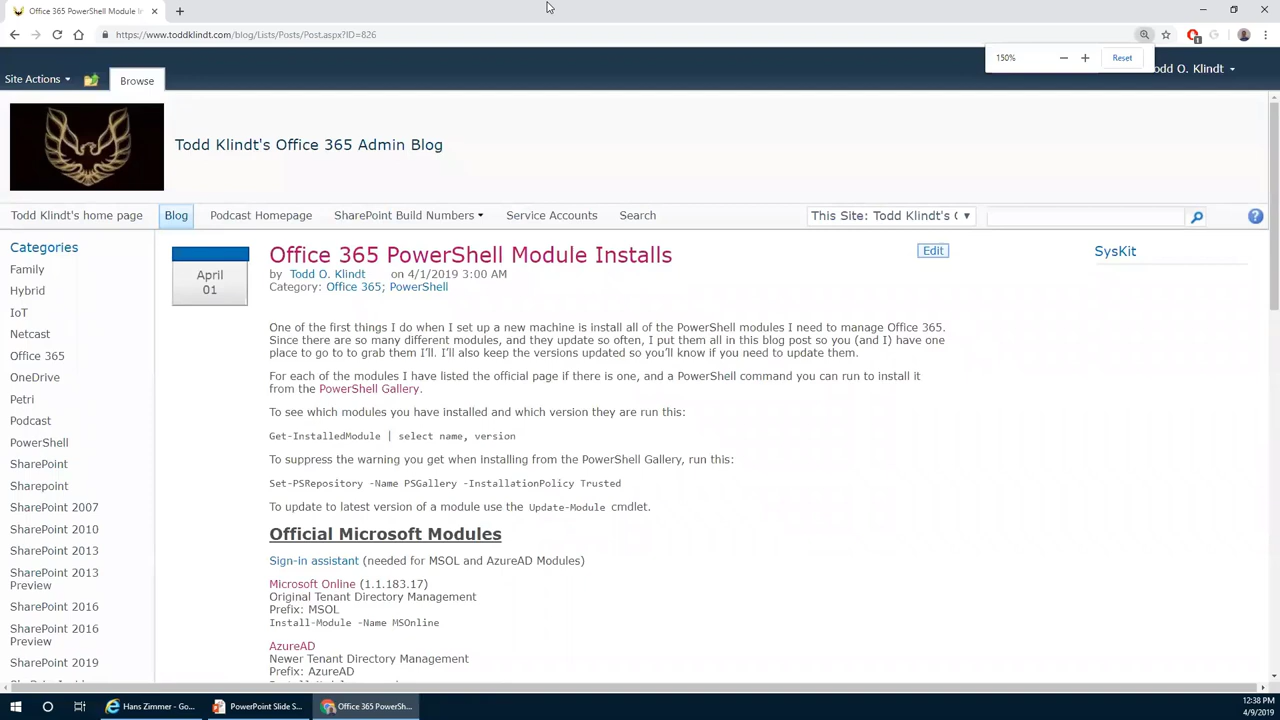 Office 365 PowerShell Module In
https://www.toddklindt.com/blog/Lists/Posts/Post.aspx?ID=826
150%
Reset
Site Actions
Browse
Todd O. Klindt
Todd Klindt's Office 365 Admin Blog
Todd Klindt's home page
Blog
Podcast Homepage
SharePoint Build Numbers
Service Accounts
Search
This Site: Todd Klindt's
Categories
Family
Hybrid
IoT
Netcast
Office 365
OneDrive
Petri
Podcast
PowerShell
SharePoint
Sharepoint
SharePoint 2007
SharePoint 2010
SharePoint 2013
SharePoint 2013
Preview
SharePoint 2016
SharePoint 2016
Preview
SharePoint 2019
April
01
Office 365 PowerShell Module Installs
Edit
by Todd O. Klindt on 4/1/2019 3:00 AM
Category: Office 365; PowerShell
One of the first things I do when I set up a new machine is install all of the PowerShell modules I need to manage Office 365.
Since there are so many different modules, and they update so often, I put them all in this blog post so you (and I) have one
place to go to to grab them I'll. I'll also keep the versions updated so you'll know if you need to update them.
For each of the modules I have listed the official page if there is one, and a PowerShell command you can run to install it
from the PowerShell Gallery.
To see which modules you have installed and which version they are run this:
Get-InstalledModule | select name, version
To suppress the warning you get when installing from the PowerShell Gallery, run this:
Set-PSRepository -Name PSGallery -InstallationPolicy Trusted
To update to latest version of a module use the Update-Module cmdlet.
Official Microsoft Modules
Sign-in assistant (needed for MSOL and AzureAD Modules)
Microsoft Online (1.1.183.17)
Original Tenant Directory Management
Prefix: MSOL
Install-Module -Name MSOnline
AzureAD
Newer Tenant Directory Management
Prefix: AzureAD
SysKit
Hans Zimmer - Go...
PowerPoint Slide S...
Office 365 PowerSh...
12:38 PM
4/9/2019